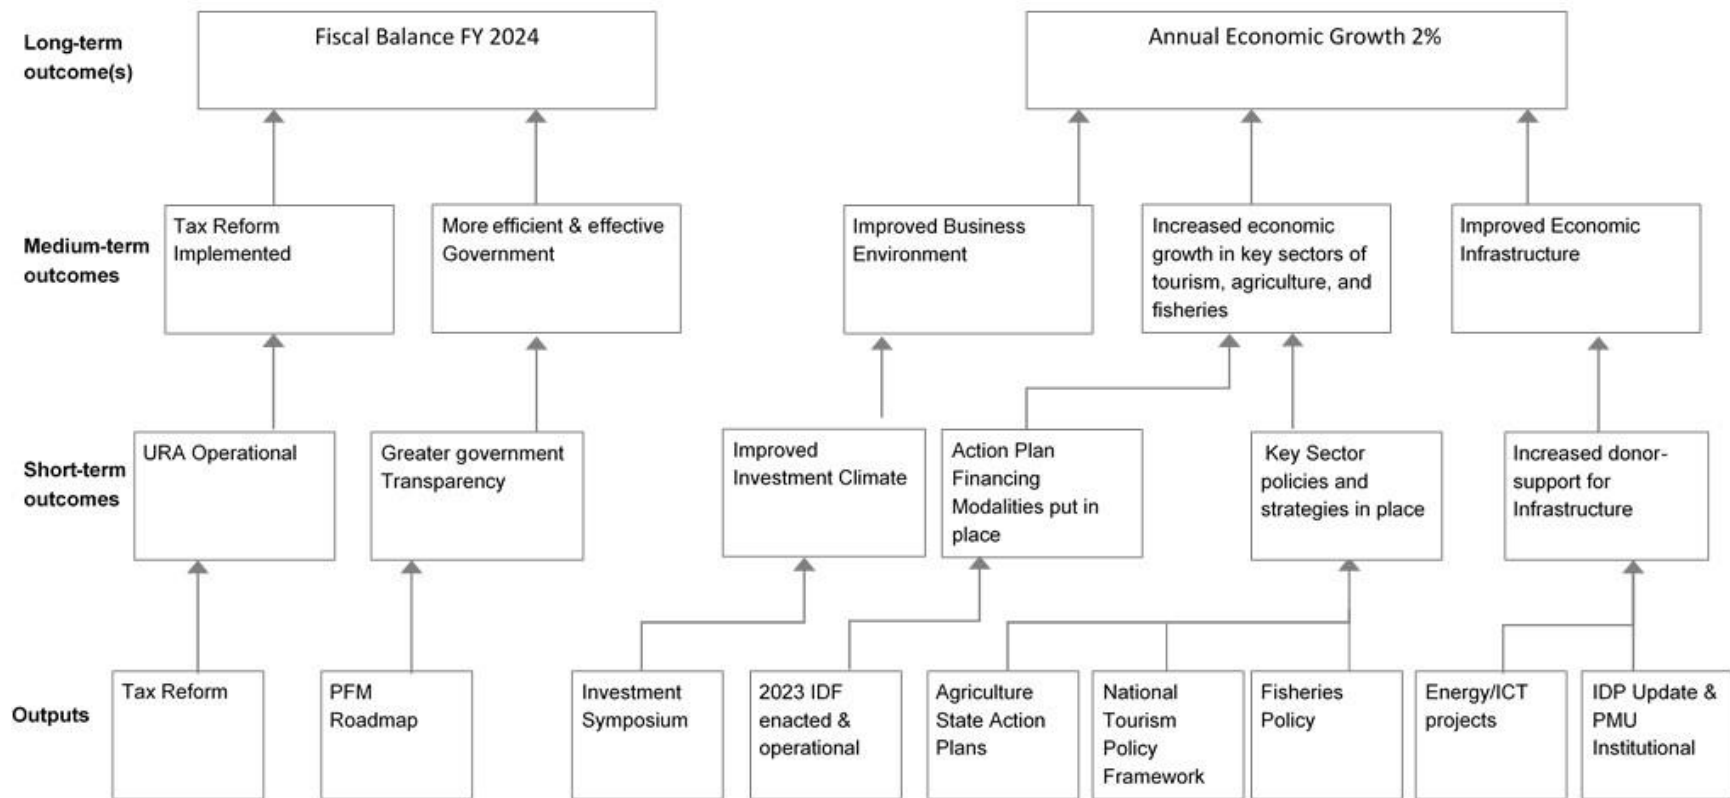 Long-term
outcome(s)
Fiscal Balance FY 2024
Annual Economic Growth 2%
Medium-term
outcomes
Tax Reform
Implemented
More efficient & effective
Government
Improved Business
Environment
Increased economic
growth in key sectors of
tourism, agriculture, and
fisheries
Improved Economic
Infrastructure
Short-term
outcomes
URA Operational
Greater government
Transparency
Improved
Investment Climate
Action Plan
Financing
Modalities put in
place
Key Sector
policies and
strategies in place
Increased donor-
support for
Infrastructure
Outputs
Tax Reform
PFM
Roadmap
Investment
Symposium
2023 IDF
enacted &
operational
Agriculture
State Action
Plans
National
Tourism
Policy
Framework
Fisheries
Policy
Energy/ICT
projects
IDP Update &
PMU
Institutional